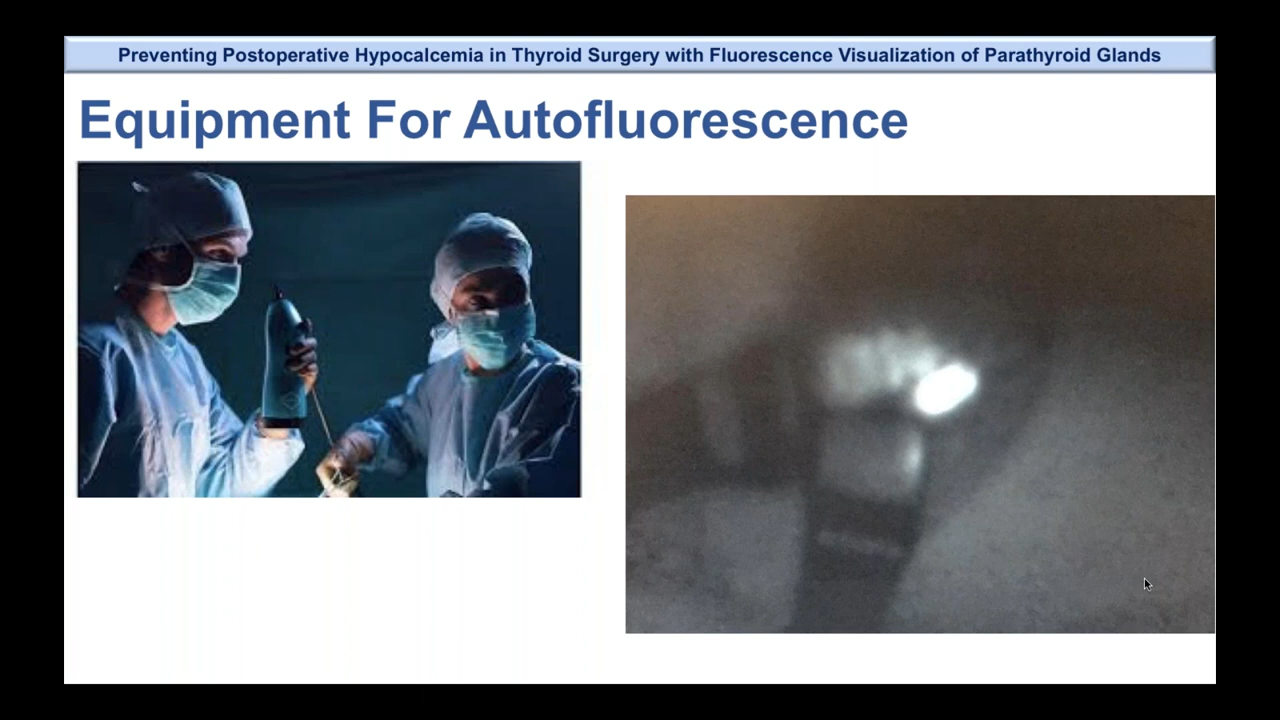 Preventing Postoperative Hypocalcemia in Thyroid Surgery with Fluorescence Visualization of Parathyroid Glands
Equipment For Autofluorescence